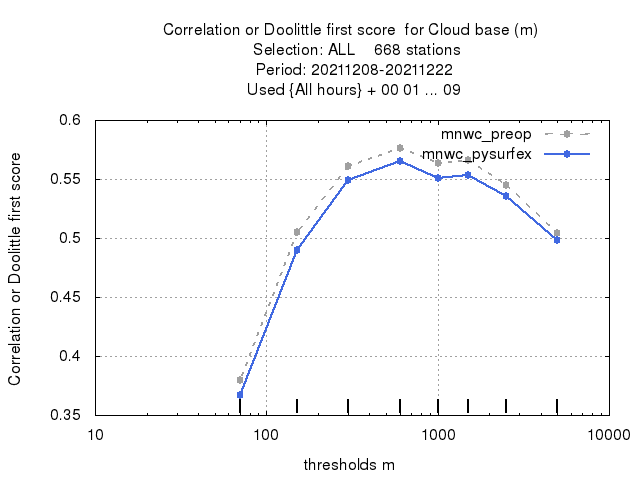 Correlation or Doolittle first score  for Cloud base (m)
Selection: ALL    668 stations
Period: 20211208-20211222
Used {All hours} + 00 01 ... 09
mnwc_preop
mnwc_pysurfex
Correlation or Doolittle first score
0.6
0.55
0.5
0.45
0.4
0.35
10 100 1000 10000
thresholds m